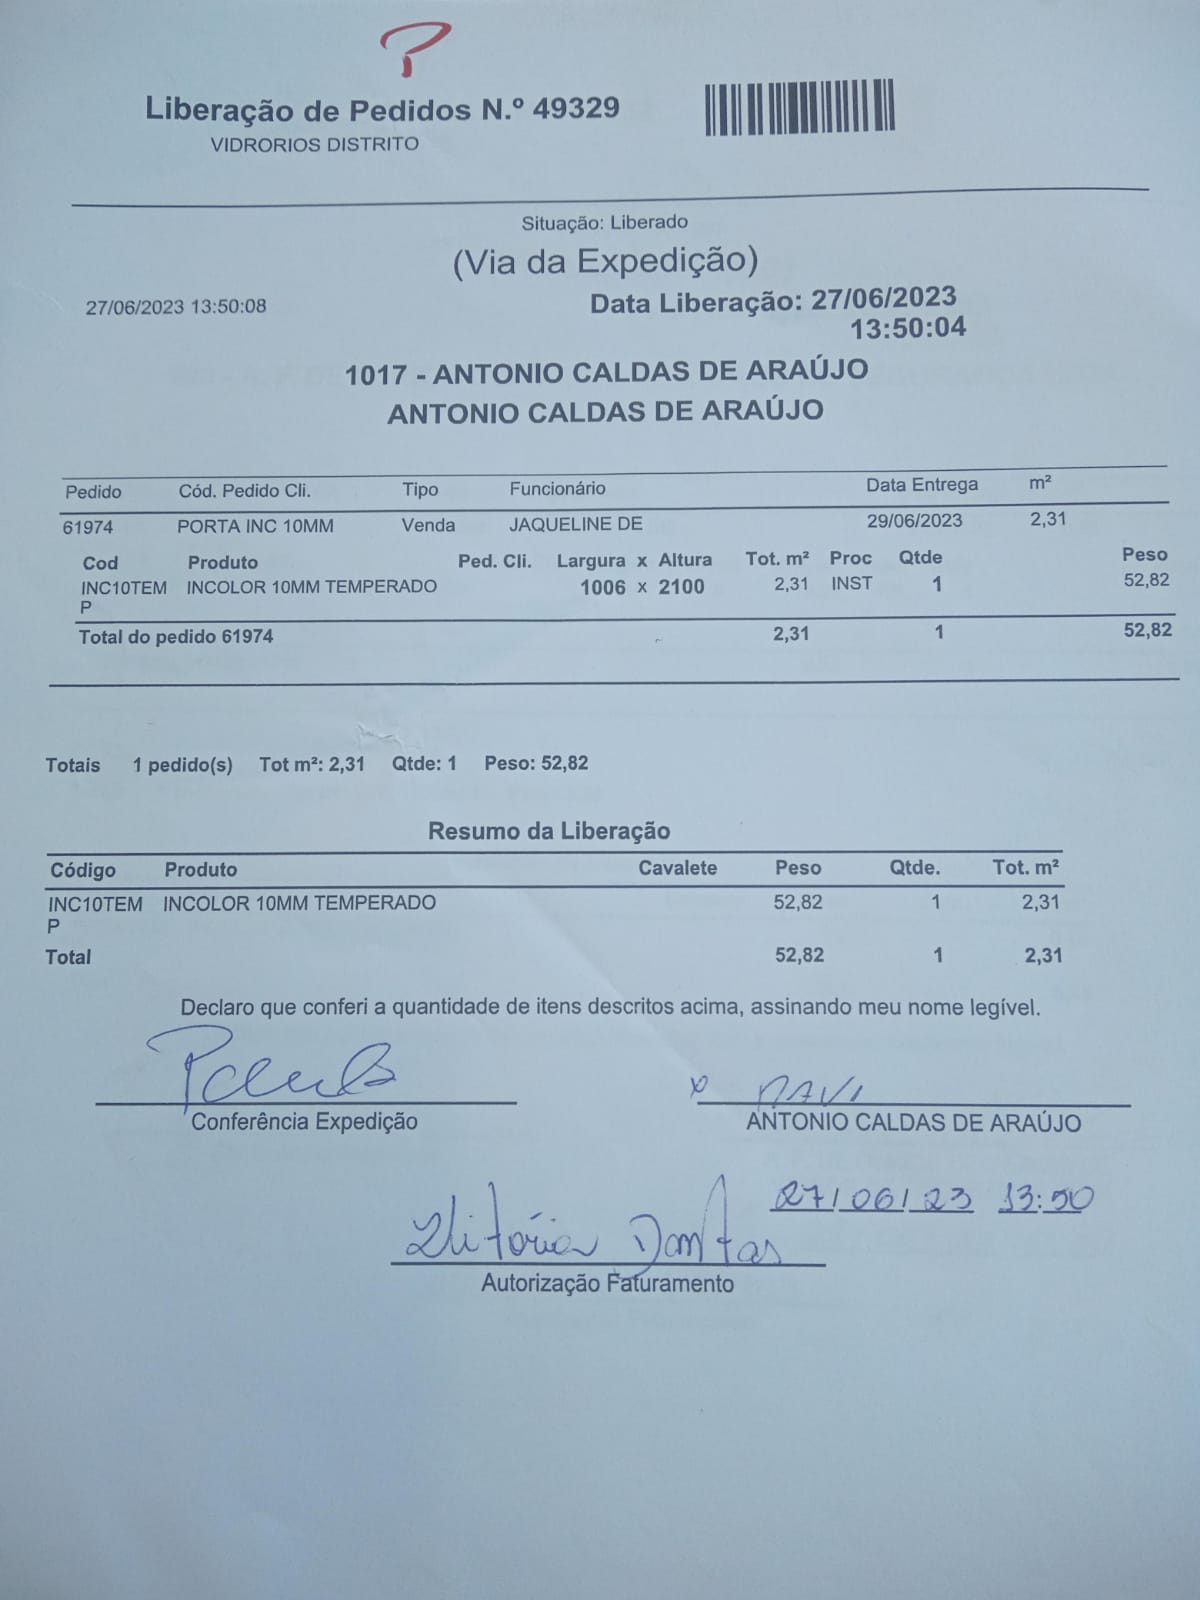 Liberação de Pedidos N.º 49329
VIDRORIOS DISTRITO
Situação: Liberado
(Via da Expedição)
27/06/2023 13:50:08
Data Liberação: 27/06/2023
13:50:04
1017 - ANTONIO CALDAS DE ARAÚJO
ANTONIO CALDAS DE ARAÚJO
Pedido Cód. Pedido Cli. Tipo Funcionário Data Entrega m²
61974 PORTA INC 10MM Venda JAQUELINE DE 29/06/2023 2,31
Cod Produto Ped. Cli. Largura x Altura Tot. m² Proc Qtde Peso
INC10TEM INCOLOR 10MM TEMPERADO 1006 x 2100 2,31 INST 1 52,82
P
Total do pedido 61974 2,31 1 52,82
Totais 1 pedido(s) Tot m²: 2,31 Qtde: 1 Peso: 52,82
Resumo da Liberação
Código Produto Cavalete Peso Qtde. Tot. m²
INC10TEM INCOLOR 10MM TEMPERADO 52,82 1 2,31
P
Total 52,82 1 2,31
Declaro que conferi a quantidade de itens descritos acima, assinando meu nome legível.
x DAVI
Conferência Expedição ANTONIO CALDAS DE ARAÚJO
27/06/23 13:50
Vitória Dantas
Autorização Faturamento